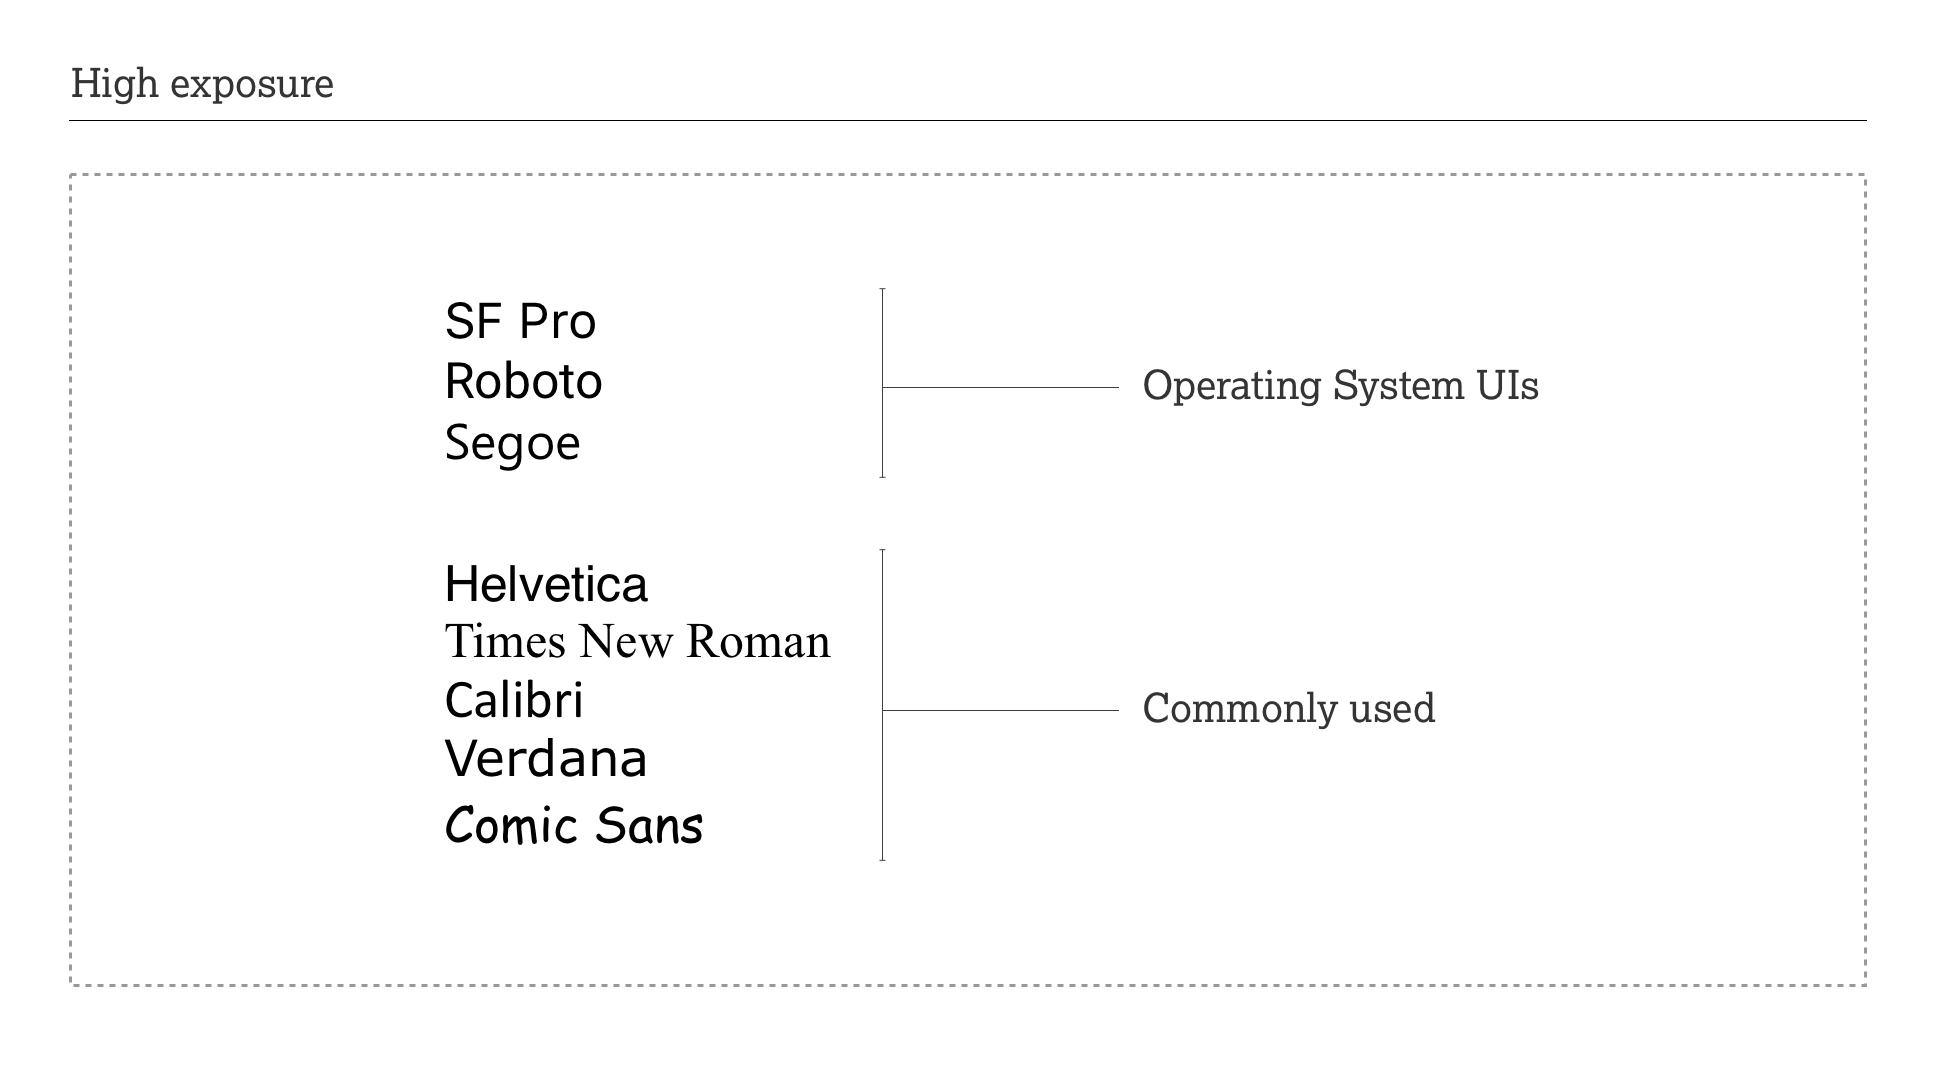 High exposure
SF Pro
Roboto
Segoe
Operating System UIs
Helvetica
Times New Roman
Calibri
Verdana
Comic Sans
Commonly used